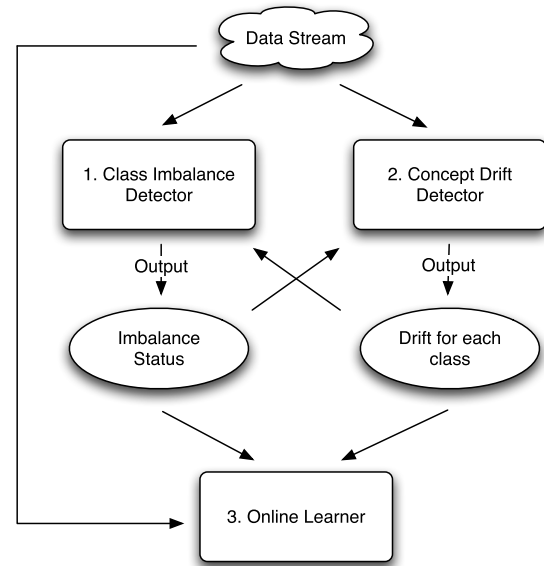 Data Stream
1. Class Imbalance
Detector
2. Concept Drift
Detector
Output
Output
Imbalance
Status
Drift for each
class
3. Online Learner